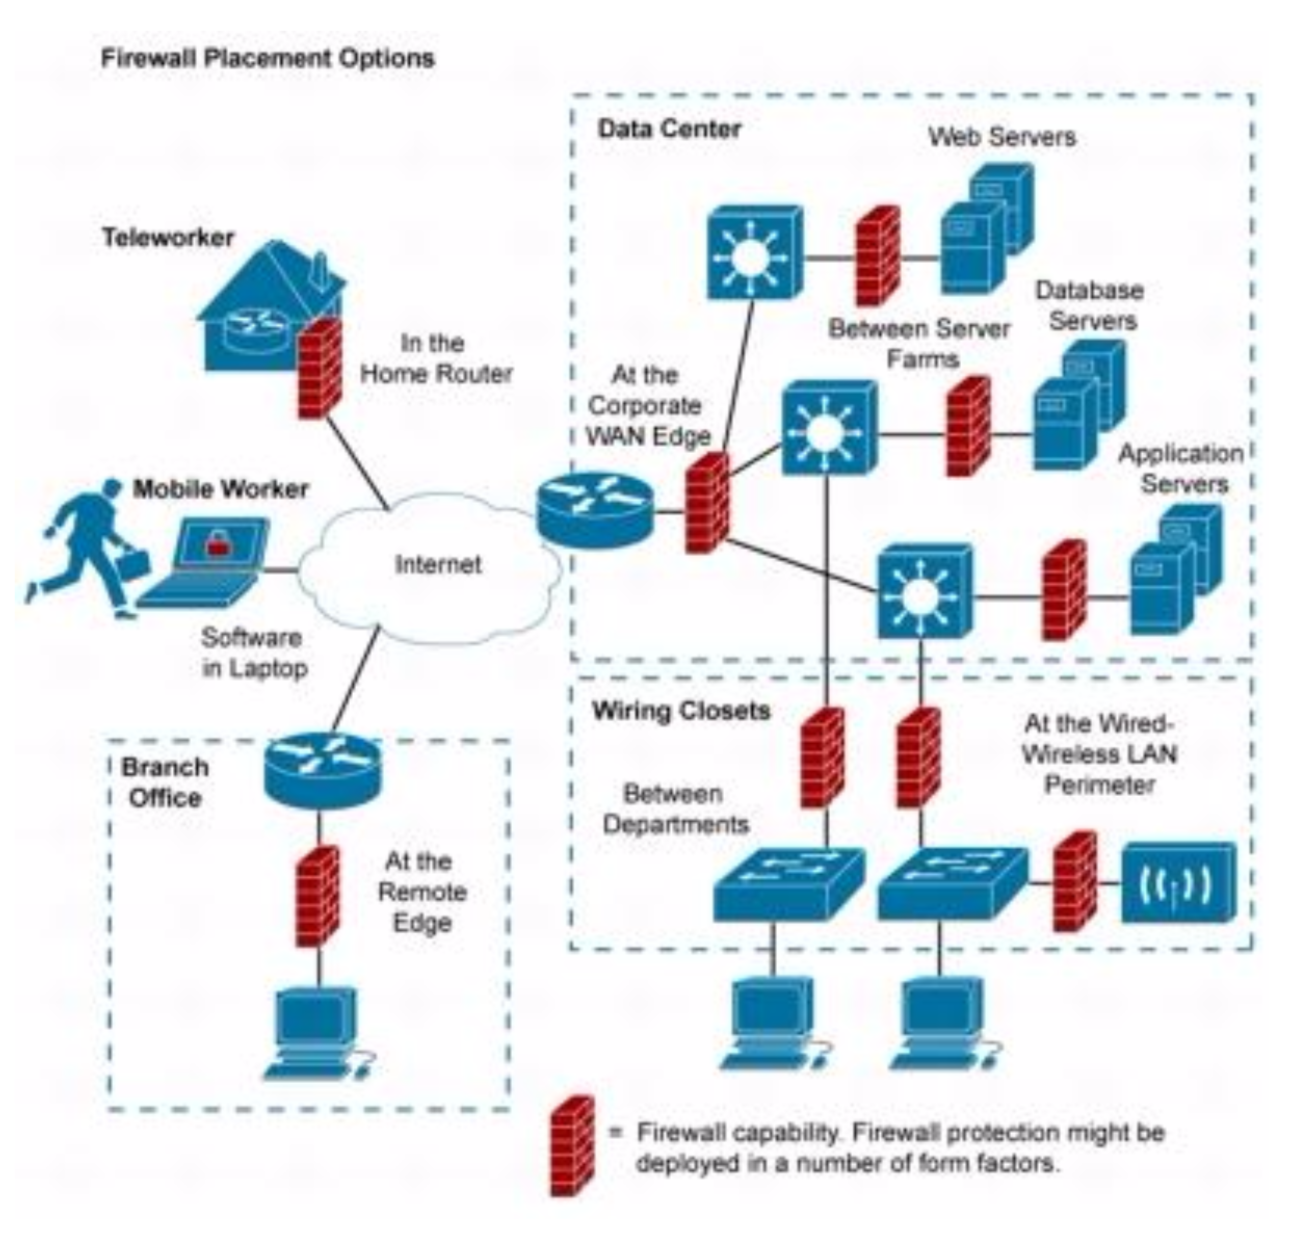 Firewall Placement Options
Data Center
Web Servers
Teleworker
Database
Servers
Between Server
Farms
In the
Home Router
At the
Corporate
WAN Edge
Application
Servers
Mobile Worker
Internet
Software
in Laptop
Wiring Closets
At the Wired-
Wireless LAN
Perimeter
Branch
Office
Between
Departments
At the
Remote
Edge
= Firewall capability. Firewall protection might be
deployed in a number of form factors.